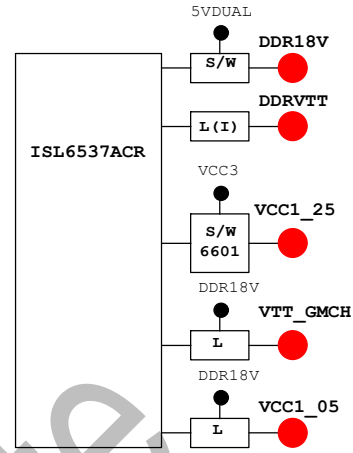 5VDUAL
DDR18V
S/W
DDRVTT
L(I)
ISL6537ACR
VCC3
VCC1_25
S/W
6601
DDR18V
VTT_GMCH
L
DDR18V
VCC1_05
L